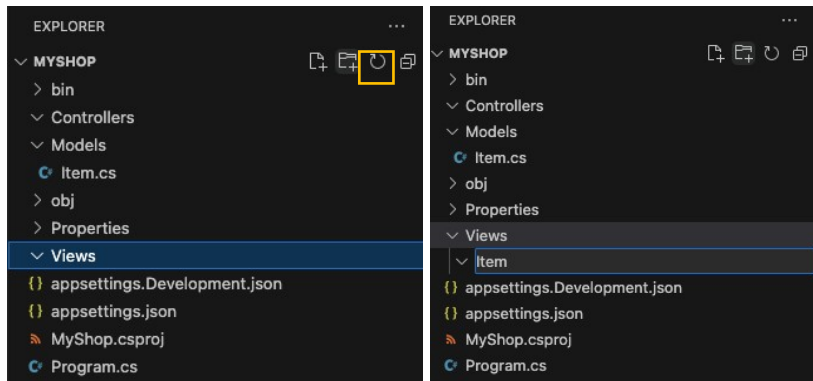 EXPLORER
MYSHOP
bin
Controllers
Models
C# Item.cs
obj
Properties
Views
{} appsettings.Development.json
{} appsettings.json
MyShop.csproj
C# Program.cs
EXPLORER
MYSHOP
bin
Controllers
Models
C# Item.cs
obj
Properties
Views
Item
{} appsettings.Development.json
{} appsettings.json
MyShop.csproj
C# Program.cs